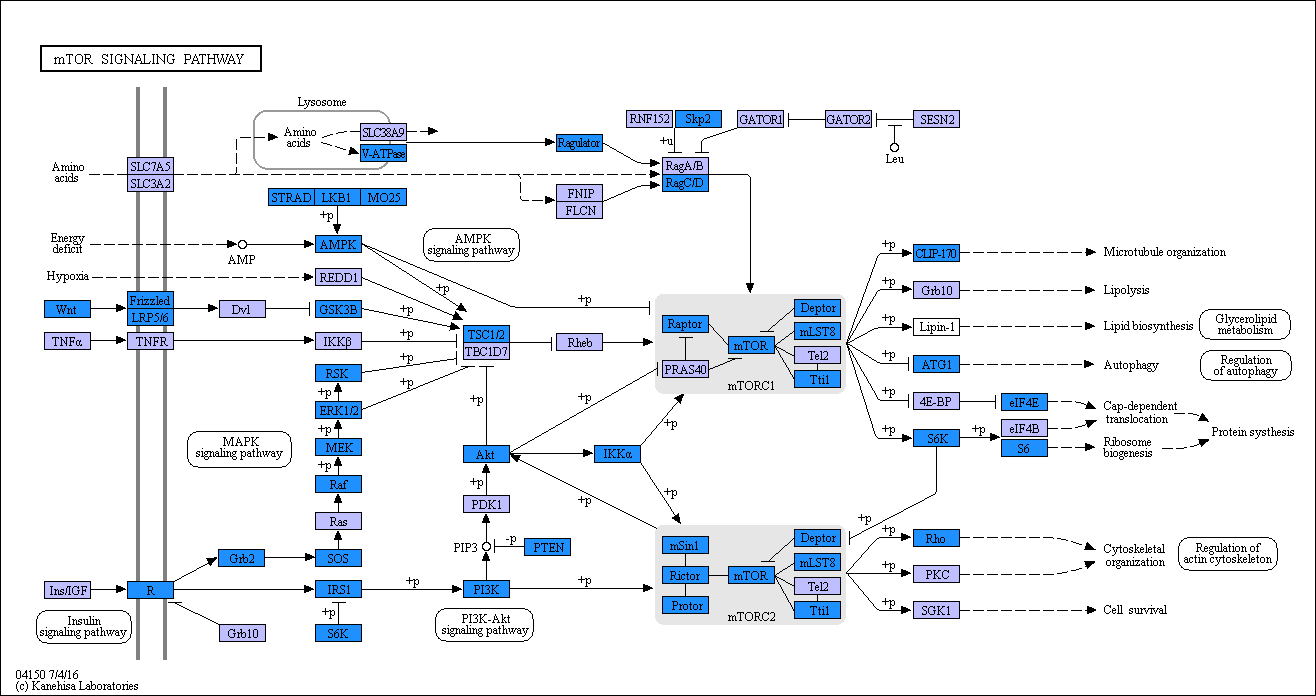 mTOR SIGNALING PATHWAY
Lysosome
Amino
acids
SLC38A9
V-ATPase
Ragulator
RNF152
Skp2
GATOR1
GATOR2
SESN2
+u
Leu
Amino
acids
SLC7A5
SLC3A2
RagA/B
RagC/D
FNIP
FLCN
STRAD
LKB1
MO25
+p
Energy
deficit
AMP
AMPK
AMPK
signaling pathway
Hypoxia
REDD1
+p
+p
Wnt
Frizzled
LRP5/6
Dvl
GSK3B
+p
TNFα
TNFR
IKKβ
+p
TSC1/2
TBC1D7
Rheb
RSK
+p
+p
ERK1/2
+p
+p
MEK
+p
Raf
Ras
MAPK
signaling pathway
+p
Akt
+p
PDK1
PIP3
-p
PTEN
IKKα
+p
+p
+p
+p
Raptor
PRAS40
mTOR
Deptor
mLST8
Tel2
Tti1
mTORC1
+p
CLIP-170
Microtubule organization
+p
Grb10
Lipolysis
+p
Lipin-1
Lipid biosynthesis
Glycerolipid
metabolism
+p
ATG1
Autophagy
Regulation
of autophagy
+p
4E-BP
eIF4E
Cap-dependent
translocation
+p
S6K
+p
eIF4B
S6
Ribosome
biogenesis
Protein systhesis
+p
Grb2
SOS
Ins/IGF
R
IRS1
+p
PI3K
+p
Insulin
signaling pathway
Grb10
+p
S6K
PI3K-Akt
signaling pathway
mSin1
Rictor
Protor
mTOR
Deptor
mLST8
Tel2
Tti1
mTORC2
+p
Rho
+p
PKC
Cytoskeletal
organization
Regulation of
actin cytoskeleton
+p
SGK1
Cell survival
04150 7/4/16
(c) Kanehisa Laboratories